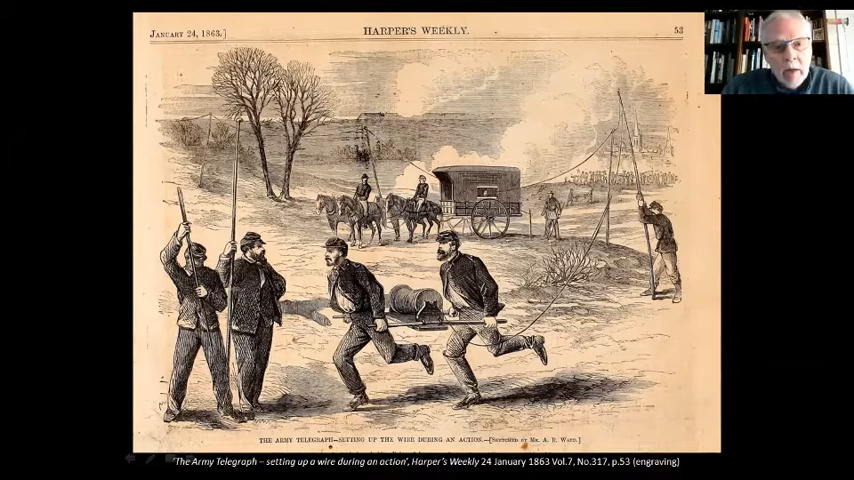 JANUARY 24, 1863.]
HARPER'S WEEKLY.
53
THE ARMY TELEGRAPH—SETTING UP THE WIRE DURING AN ACTION.—[SKETCHED BY MR. A. R. WAUD.]
'The Army Telegraph – setting up a wire during an action', Harper's Weekly 24 January 1863 Vol.7, No.317, p.53 (engraving)